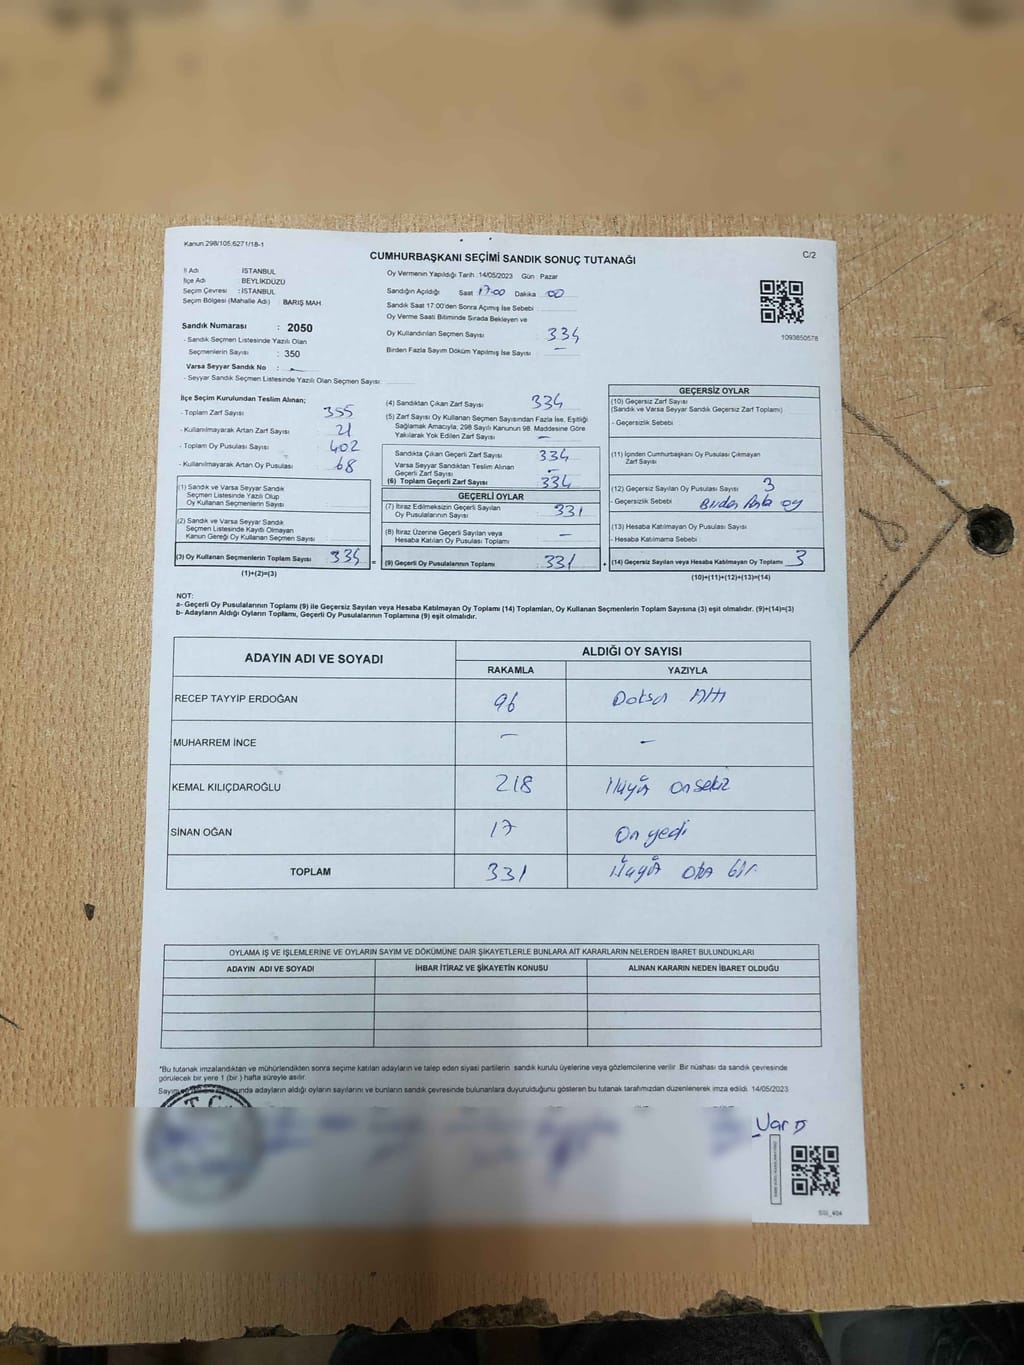 Kanun:298/105,6271/18-1
CUMHURBAŞKANI SEÇİMİ SANDIK SONUÇ TUTANAĞI
C/2
İl Adı İSTANBUL
İlçe Adı BEYLİKDÜZÜ
Seçim Çevresi : İSTANBUL
Seçim Bölgesi (Mahalle Adı) BARIŞ MAH.
Sandık Numarası : 2050
- Sandık Seçmen Listesinde Yazılı Olan
Seçmenlerin Sayısı : 350
Varsa Seyyar Sandık No : -
- Seyyar Sandık Seçmen Listesinde Yazılı Olan Seçmen Sayısı
Oy Vermenin Yapıldığı Tarih :14/05/2023 Gün : Pazar
Sandığın Açıldığı Saat 17:00 Dakika 00
Sandık Saat 17:00'den Sonra Açılmış İse Sebebi
Oy Verme Saati Bitiminde Sırada Bekleyen ve
Oy Kullandırılan Seçmen Sayısı 334
Birden Fazla Sayım Döküm Yapılmış İse Sayısı -
1093850578
İlçe Seçim Kurulundan Teslim Alınan;
- Toplam Zarf Sayısı 355
- Kullanılmayarak Artan Zarf Sayısı 21
- Toplam Oy Pusulası Sayısı 402
- Kullanılmayarak Artan Oy Pusulası 68
(1) Sandık ve Varsa Seyyar Sandık
Seçmen Listesinde Yazılı Olup
Oy Kullanan Seçmenlerin Sayısı
(2) Sandık ve Varsa Seyyar Sandık
Seçmen Listesinde Kayıtlı Olmayan
Kanun Gereği Oy Kullanan Seçmen Sayısı
(3) Oy Kullanan Seçmenlerin Toplam Sayısı 334
(1)+(2)=(3)
(4) Sandıktan Çıkan Zarf Sayısı 334
(5) Zarf Sayısı Oy Kullanan Seçmen Sayısından Fazla İse, Eşitliği
Sağlamak Amacıyla, 298 Sayılı Kanunun 98. Maddesine Göre
Yakılarak Yok Edilen Zarf Sayısı -
Sandıkta Çıkan Geçerli Zarf Sayısı 334
Varsa Seyyar Sandıktan Teslim Alınan
Geçerli Zarf Sayısı -
(6) Toplam Geçerli Zarf Sayısı 334
GEÇERLİ OYLAR
(7) İtiraz Edilmeksizin Geçerli Sayılan
Oy Pusulalarının Sayısı 331
(8) İtiraz Üzerine Geçerli Sayılan veya
Hesaba Katılan Oy Pusulası Toplamı -
= (9) Geçerli Oy Pusulalarının Toplamı 331
GEÇERSİZ OYLAR
(10) Geçersiz Zarf Sayısı
(Sandık ve Varsa Seyyar Sandık Geçersiz Zarf Toplamı)
- Geçersizlik Sebebi
(11) İçinden Cumhurbaşkanı Oy Pusulası Çıkmayan
Zarf Sayısı
(12) Geçersiz Sayılan Oy Pusulası Sayısı 3
- Geçersizlik Sebebi Birden fazla oy
(13) Hesaba Katılmayan Oy Pusulası Sayısı
- Hesaba Katılmama Sebebi
+ (14) Geçersiz Sayılan veya Hesaba Katılmayan Oy Toplamı 3
(10)+(11)+(12)+(13)=(14)
NOT:
a- Geçerli Oy Pusulalarının Toplamı (9) ile Geçersiz Sayılan veya Hesaba Katılmayan Oy Toplamı (14) Toplamları, Oy Kullanan Seçmenlerin Toplam Sayısına (3) eşit olmalıdır. (9)+(14)=(3)
b- Adayların Aldığı Oyların Toplamı, Geçerli Oy Pusulalarının Toplamına (9) eşit olmalıdır.
ADAYIN ADI VE SOYADI ALDIĞI OY SAYISI
RAKAMLA YAZIYLA
RECEP TAYYİP ERDOĞAN 96 Doksan Altı
MUHARREM İNCE - -
KEMAL KILIÇDAROĞLU 218 İkiyüz onsekiz
SİNAN OĞAN 17 On yedi
TOPLAM 331 Üçyüz otuz bir
OYLAMA İŞ VE İŞLEMLERİNE VE OYLARIN SAYIM VE DÖKÜMÜNE DAİR ŞİKAYETLERLE BUNLARA AİT KARARLARIN NELERDEN İBARET BULUNDUKLARI
ADAYIN ADI VE SOYADI İHBAR İTİRAZ VE ŞİKAYETİN KONUSU ALINAN KARARIN NEDEN İBARET OLDUĞU
*Bu tutanak imzalandıktan ve mühürlendikten sonra seçime katılan adayların ve talep eden siyasi partilerin sandık kurulu üyelerine veya gözlemcilerine verilir. Bir nüshası da sandık çevresinde
görülecek bir yere 1 (bir) hafta süreyle asılır.
adayların aldığı oyların sayılarını ve bunların sandık çevresinde bulunanlara duyurulduğunu gösteren bu tutanak tarafımızdan düzenlenerek imza edildi. 14/05/2023
T.C.